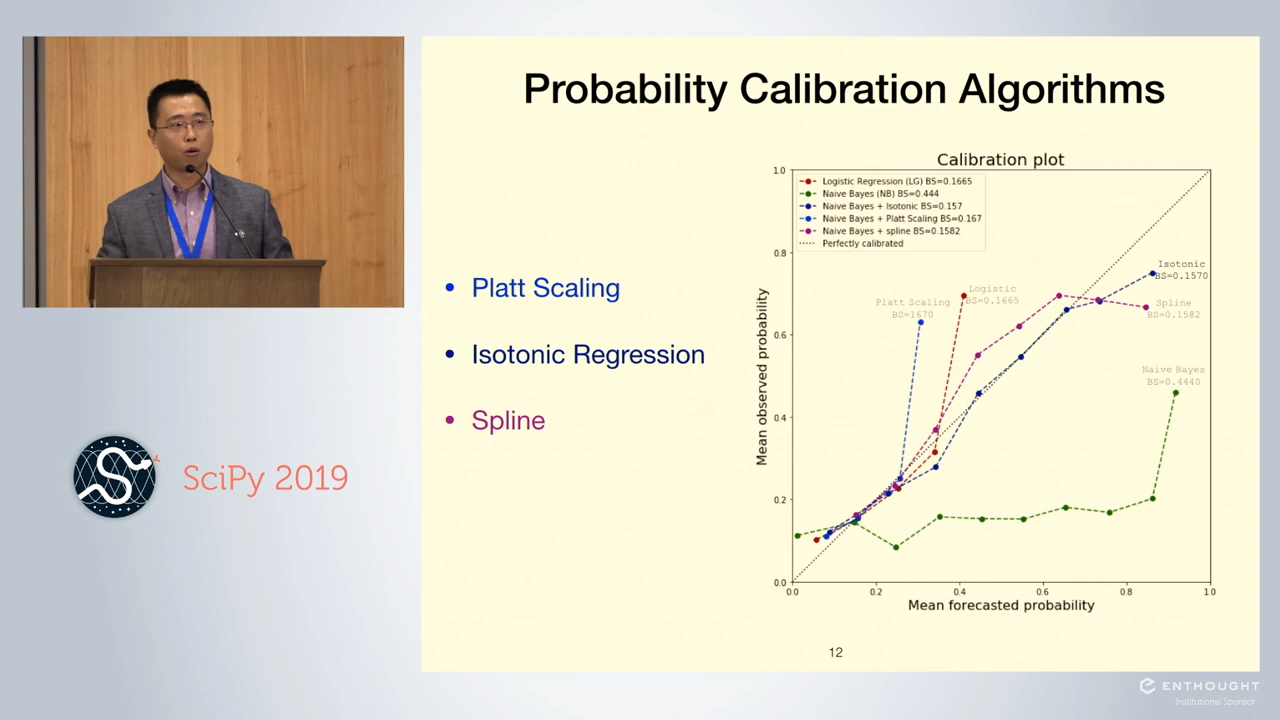 Probability Calibration Algorithms
• Platt Scaling
• Isotonic Regression
• Spline
Calibration plot
Logistic Regression (LG) BS=0.1665
Naive Bayes (NB) BS=0.444
Naive Bayes + Isotonic BS=0.157
Naive Bayes + Platt Scaling BS=0.167
Naive Bayes + spline BS=0.1582
Perfectly calibrated
Isotonic
BS=0.1570
Logistic
BS=0.1665
Platt Scaling
BS=1670
Spline
BS=0.1582
Naive Bayes
BS=0.4440
Mean observed probability
1.0
0.8
0.6
0.4
0.2
0.0
0.0 0.2 0.4 0.6 0.8 1.0
Mean forecasted probability
12
SciPy 2019
ENTHOUGHT
Institutional Sponsor